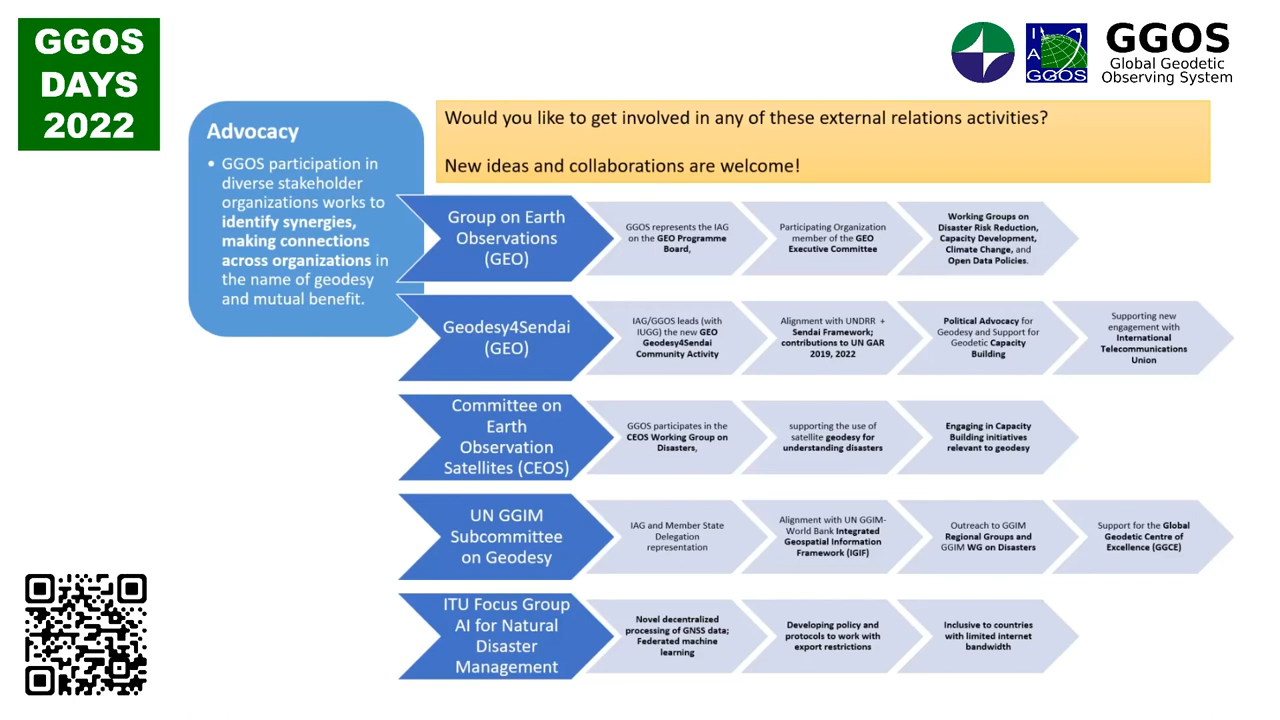 GGOS
DAYS
2022
I
A
G
GGOS
GGOS
Global Geodetic
Observing System
Advocacy
• GGOS participation in
diverse stakeholder
organizations works to
identify synergies,
making connections
across organizations in
the name of geodesy
and mutual benefit.
Would you like to get involved in any of these external relations activities?
New ideas and collaborations are welcome!
Group on Earth
Observations
(GEO)
GGOS represents the IAG
on the GEO Programme
Board,
Participating Organization
member of the GEO
Executive Committee
Working Groups on
Disaster Risk Reduction,
Capacity Development,
Climate Change, and
Open Data Policies.
Geodesy4Sendai
(GEO)
IAG/GGOS leads (with
IUGG) the new GEO
Geodesy4Sendai
Community Activity
Alignment with UNDRR +
Sendai Framework;
contributions to UN GAR
2019, 2022
Political Advocacy for
Geodesy and Support for
Geodetic Capacity
Building
Supporting new
engagement with
International
Telecommunications
Union
Committee on
Earth
Observation
Satellites (CEOS)
GGOS participates in the
CEOS Working Group on
Disasters,
supporting the use of
satellite geodesy for
understanding disasters
Engaging in Capacity
Building initiatives
relevant to geodesy
UN GGIM
Subcommittee
on Geodesy
IAG and Member State
Delegation
representation
Alignment with UN GGIM-
World Bank Integrated
Geospatial Information
Framework (IGIF)
Outreach to GGIM
Regional Groups and
GGIM WG on Disasters
Support for the Global
Geodetic Centre of
Excellence (GGCE)
ITU Focus Group
AI for Natural
Disaster
Management
Novel decentralized
processing of GNSS data;
Federated machine
learning
Developing policy and
protocols to work with
export restrictions
Inclusive to countries
with limited internet
bandwidth